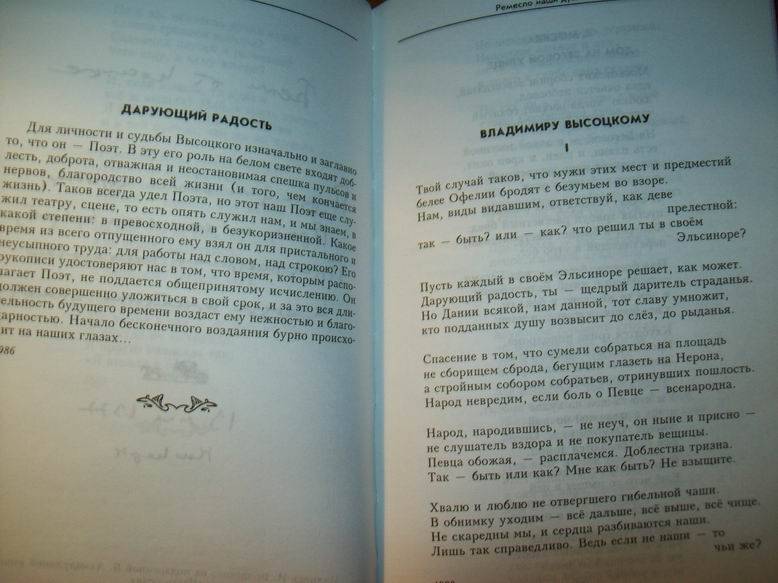 ДАРУЮЩИЙ РАДОСТЬ
Для личности и судьбы Высоцкого изначально и заглавно
то, что он — Поэт. В эту его роль на белом свете входят доб-
лесть, доброта, отважная и неостановимая спешка пульсов и
нервов, благородство всей жизни (и того, чем кончается
жизнь). Таков всегда удел Поэта, но этот наш Поэт еще слу-
жил театру, сцене, то есть опять служил нам, и мы знаем, в
какой степени: в превосходной, в безукоризненной. Какое
время из всего отпущенного ему взял он для пристального и
неусыпного труда: для работы над словом, над строкою? Его
рукописи удостоверяют нас в том, что время, которым распо-
лагает Поэт, не поддается общепринятому исчислению. Он
должен совершенно уложиться в свой срок, и за это вся дли-
тельность будущего времени воздаст ему нежностью и благо-
дарностью. Начало бесконечного воздаяния бурно происхо-
ит на наших глазах...
986
Ремесло наши
ВЛАДИМИРУ ВЫСОЦКОМУ
I
Твой случай таков, что мужи этих мест и предместий
белее Офелии бродят с безумьем во взоре.
Нам, виды видавшим, ответствуй, как деве
прелестной:
так — быть? или — как? что решил ты в своём
Эльсиноре?
Пусть каждый в своём Эльсиноре решает, как может.
Дарующий радость, ты — щедрый даритель страданья.
Но Дании всякой, нам данной, тот славу умножит,
кто подданных душу возвысит до слёз, до рыданья.
Спасение в том, что сумели собраться на площадь
не сборищем сброда, бегущим глазеть на Нерона,
а стройным собором собратьев, отринувших пошлость.
Народ невредим, если боль о Певце — всенародна.
Народ, народившись, — не неуч, он ныне и присно —
не слушатель вздора и не покупатель вещицы.
Певца обожая, — расплачемся. Доблестна тризна.
Так — быть или как? Мне как быть? Не взыщите.
Хвалю и люблю не отвергшего гибельной чаши.
В обнимку уходим — всё дальше, всё выше, всё чище.
Не скаредны мы, и сердца разбиваются наши.
Лишь так справедливо. Ведь если не наши — то
чьи же?